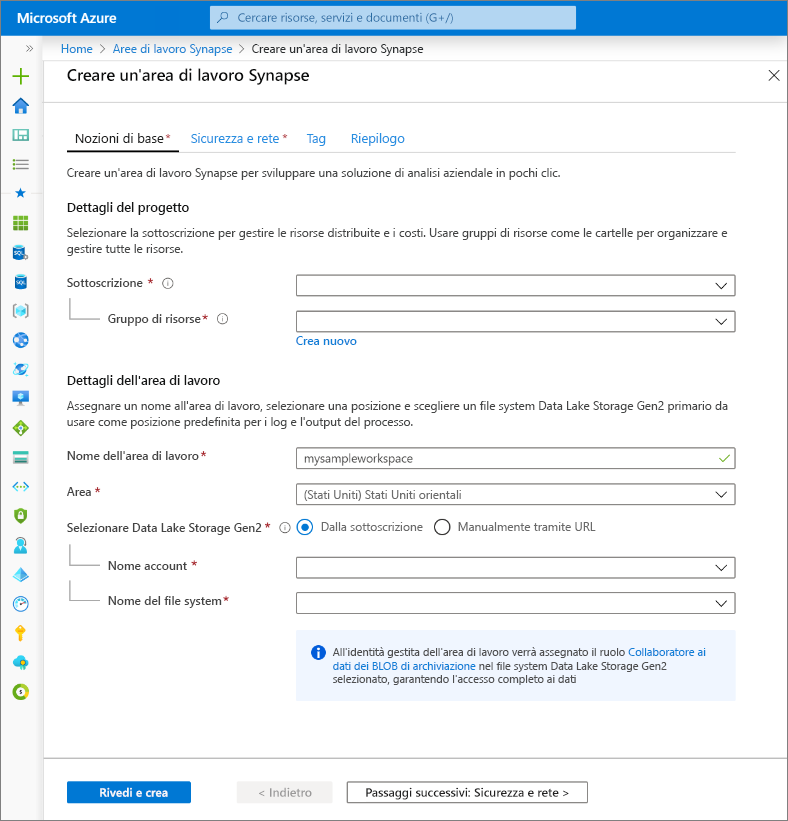 Microsoft Azure
Cercare risorse, servizi e documenti (G+/)
Home > Aree di lavoro Synapse > Creare un'area di lavoro Synapse
Creare un'area di lavoro Synapse
Nozioni di base* Sicurezza e rete * Tag Riepilogo
Creare un'area di lavoro Synapse per sviluppare una soluzione di analisi aziendale in pochi clic.
Dettagli del progetto
Selezionare la sottoscrizione per gestire le risorse distribuite e i costi. Usare gruppi di risorse come le cartelle per organizzare e
gestire tutte le risorse.
Sottoscrizione *
Gruppo di risorse*
Crea nuovo
Dettagli dell'area di lavoro
Assegnare un nome all'area di lavoro, selezionare una posizione e scegliere un file system Data Lake Storage Gen2 primario da
usare come posizione predefinita per i log e l'output del processo.
Nome dell'area di lavoro* mysampleworkspace
Area * (Stati Uniti) Stati Uniti orientali
Selezionare Data Lake Storage Gen2 * Dalla sottoscrizione Manualmente tramite URL
Nome account *
Nome del file system*
All'identità gestita dell'area di lavoro verrà assegnato il ruolo Collaboratore ai
dati dei BLOB di archiviazione nel file system Data Lake Storage Gen2
selezionato, garantendo l'accesso completo ai dati
Rivedi e crea < Indietro Passaggi successivi: Sicurezza e rete >